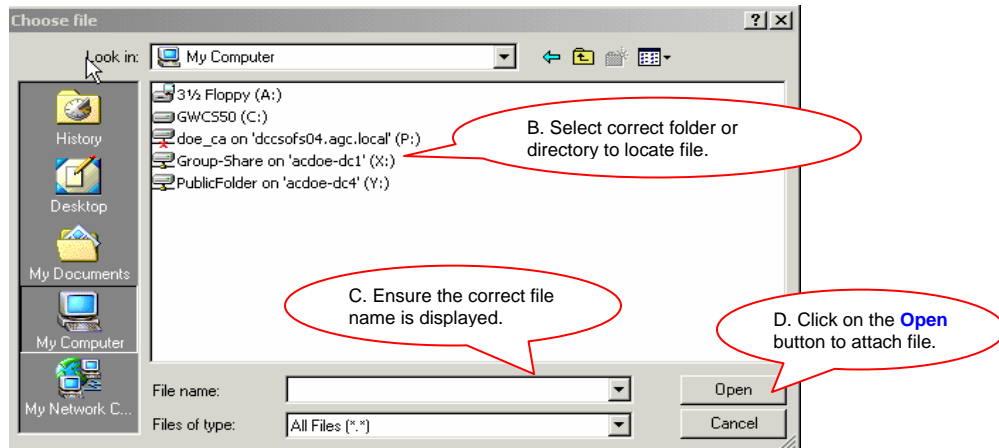 Choose file
Look in:
My Computer
History
Desktop
My Documents
My Computer
My Network C...
3½ Floppy (A:)
GWCS50 (C:)
doe_ca on 'dccsofs04.agc.local' (P:)
Group-Share on 'acdoe-dc1' (X:)
PublicFolder on 'acdoe-dc4' (Y:)
B. Select correct folder or
directory to locate file.
C. Ensure the correct file
name is displayed.
D. Click on the Open
button to attach file.
File name:
Open
Files of type:
All Files (*.*)
Cancel